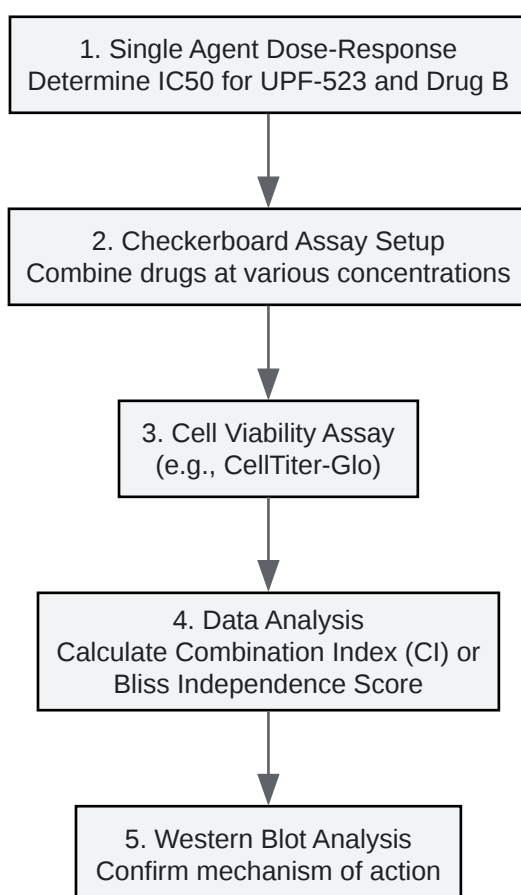 1. Single Agent Dose-Response
Determine IC50 for UPF-523 and Drug B
2. Checkerboard Assay Setup
Combine drugs at various concentrations
3. Cell Viability Assay
(e.g., CellTiter-Glo)
4. Data Analysis
Calculate Combination Index (CI) or
Bliss Independence Score
5. Western Blot Analysis
Confirm mechanism of action